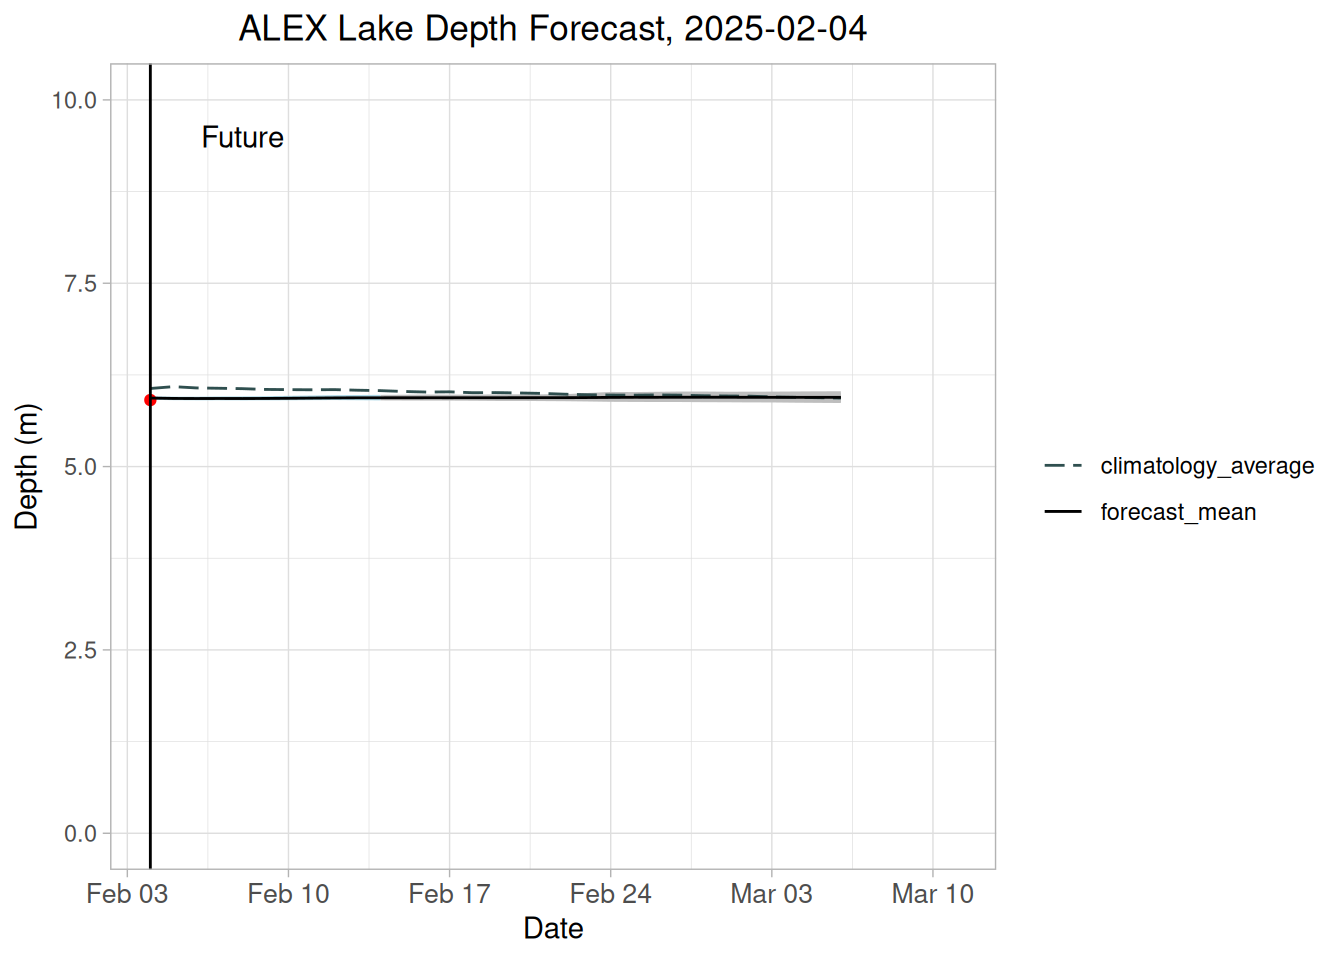 ALEX Lake Depth Forecast, 2025-02-04
10.0
Future
7.5
5.0
2.5
0.0
Depth (m)
climatology_average
forecast_mean
Feb 03 Feb 10 Feb 17 Feb 24 Mar 03 Mar 10
Date